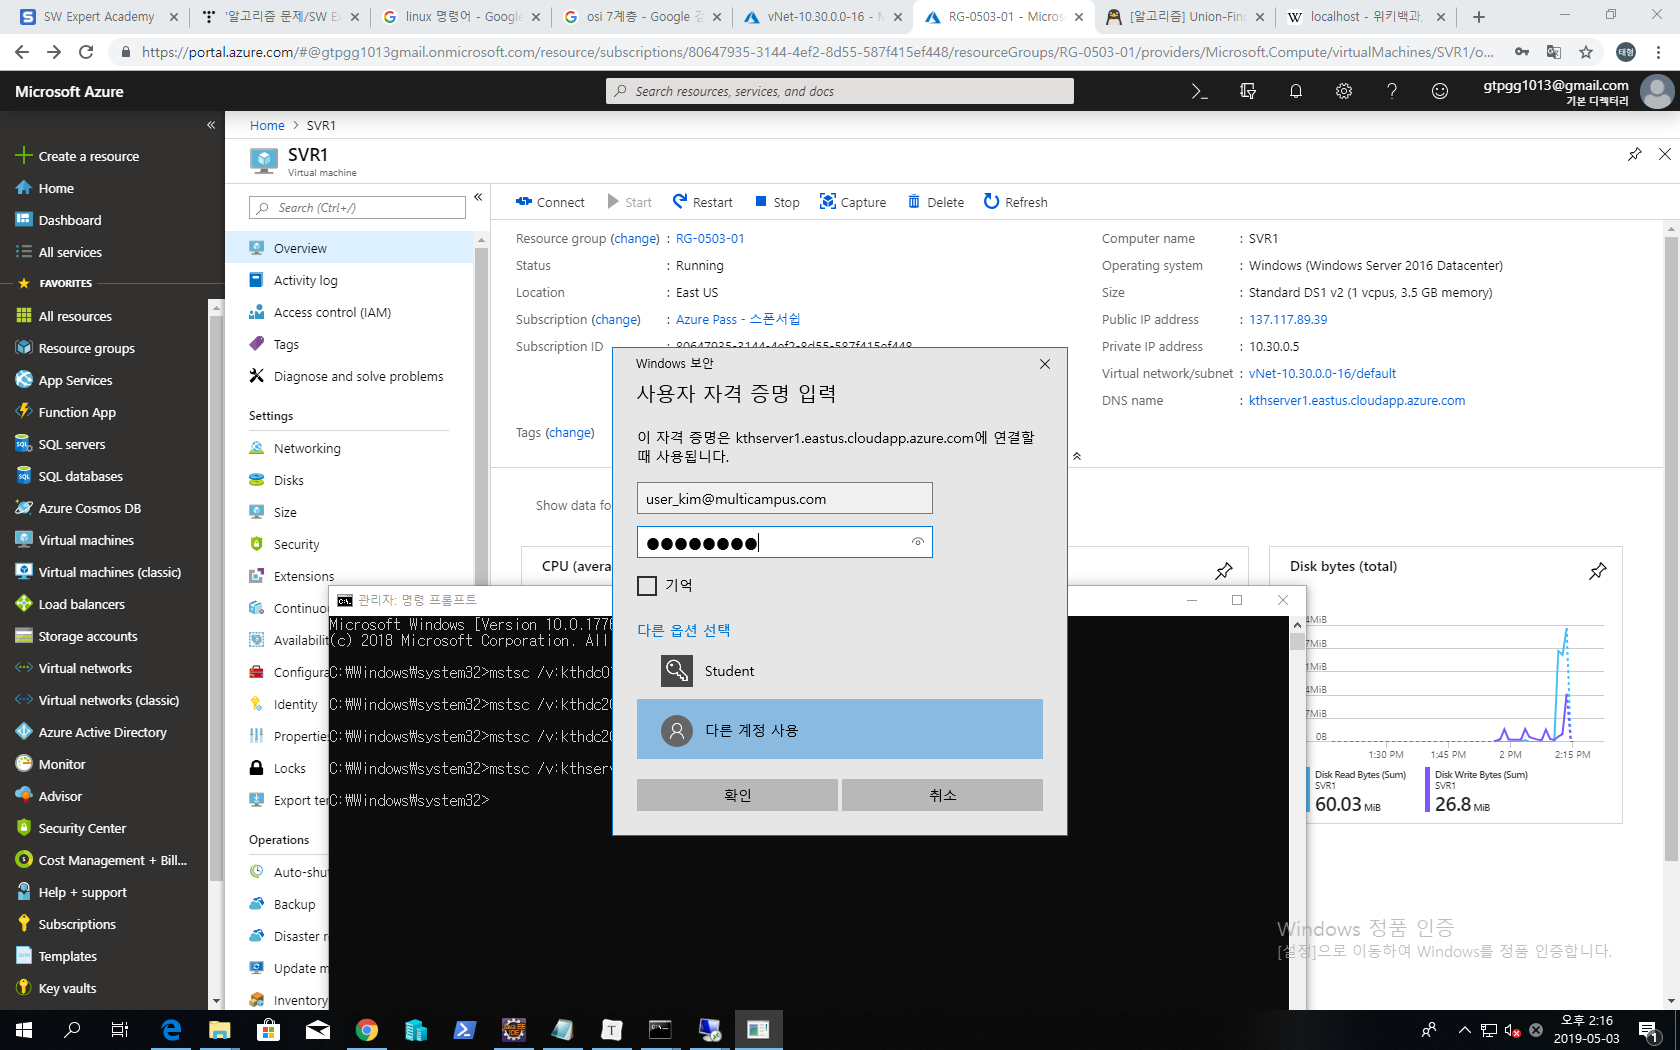 SW Expert Academy
'알고리즘 문제/SW Ex
linux 명령어 - Google
osi 7계층 - Google 검
vNet-10.30.0.0-16 - M
RG-0503-01 - Micros
[알고리즘] Union-Fin
localhost - 위키백과,
https://portal.azure.com/#@gtpgg1013gmail.onmicrosoft.com/resource/subscriptions/80647935-3144-4ef2-8d55-587f415ef448/resourceGroups/RG-0503-01/providers/Microsoft.Compute/virtualMachines/SVR1/o...
태형
Microsoft Azure
Search resources, services, and docs
gtpgg1013@gmail.com
기본 디렉터리
Create a resource
Home
Dashboard
All services
FAVORITES
All resources
Resource groups
App Services
Function App
SQL servers
SQL databases
Azure Cosmos DB
Virtual machines
Virtual machines (classic)
Load balancers
Storage accounts
Virtual networks
Virtual networks (classic)
Azure Active Directory
Monitor
Advisor
Security Center
Cost Management + Bill...
Help + support
Subscriptions
Templates
Key vaults
Home > SVR1
SVR1
Virtual machine
Search (Ctrl+/)
Overview
Activity log
Access control (IAM)
Tags
Diagnose and solve problems
Settings
Networking
Disks
Size
Security
Extensions
Continuo
Availabili
Configura
Identity
Propertie
Locks
Export te
Operations
Auto-shu
Backup
Disaster r
Update m
Inventory
Connect Start Restart Stop Capture Delete Refresh
Resource group (change) : RG-0503-01
Status : Running
Location : East US
Subscription (change) : Azure Pass - 스폰서쉽
Subscription ID : 80647935-3144-4ef2-8d55-587f415ef448
Tags (change)
Computer name : SVR1
Operating system : Windows (Windows Server 2016 Datacenter)
Size : Standard DS1 v2 (1 vcpus, 3.5 GB memory)
Public IP address : 137.117.89.39
Private IP address : 10.30.0.5
Virtual network/subnet : vNet-10.30.0.0-16/default
DNS name : kthserver1.eastus.cloudapp.azure.com
Show data fo
CPU (avera
Disk bytes (total)
4MiB
7MiB
1MiB
4MiB
7MiB
0B
1:30 PM 1:45 PM 2 PM 2:15 PM
Disk Read Bytes (Sum)
SVR1
60.03 MiB
Disk Write Bytes (Sum)
SVR1
26.8 MiB
Windows 보안
사용자 자격 증명 입력
이 자격 증명은 kthserver1.eastus.cloudapp.azure.com에 연결할
때 사용됩니다.
user_kim@multicampus.com
●●●●●●●●
기억
다른 옵션 선택
Student
다른 계정 사용
확인
취소
관리자: 명령 프롬프트
Microsoft Windows [Version 10.0.1776
(c) 2018 Microsoft Corporation. All
C:₩Windows₩system32>mstsc /v:kthdc01
C:₩Windows₩system32>mstsc /v:kthdc20
C:₩Windows₩system32>mstsc /v:kthdc20
C:₩Windows₩system32>mstsc /v:kthserv
C:₩Windows₩system32>
Windows 정품 인증
[설정]으로 이동하여 Windows를 정품 인증합니다.
오후 2:16
2019-05-03
1